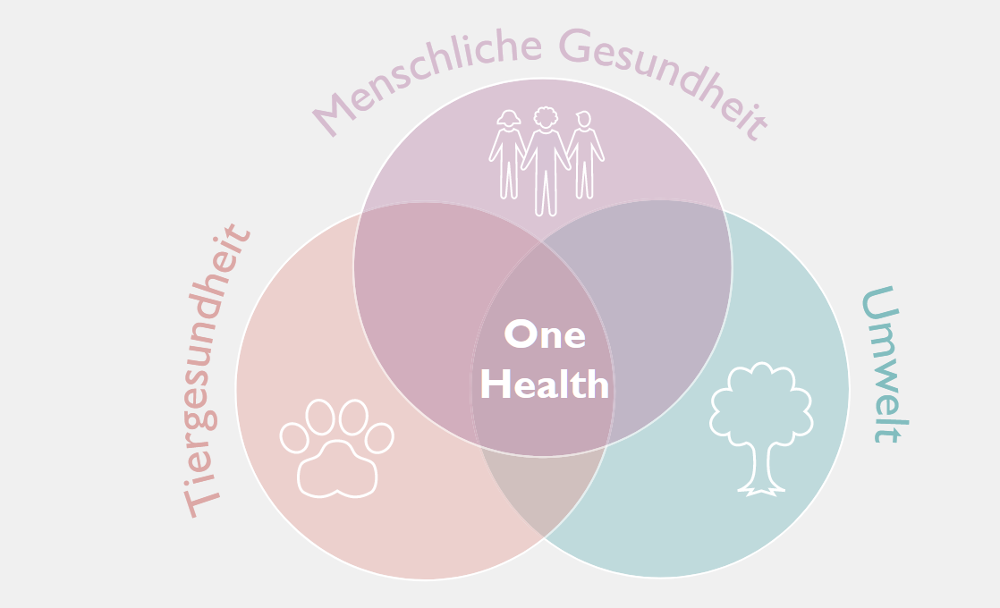 Menschliche Gesundheit
Tiergesundheit
Umwelt
One
Health